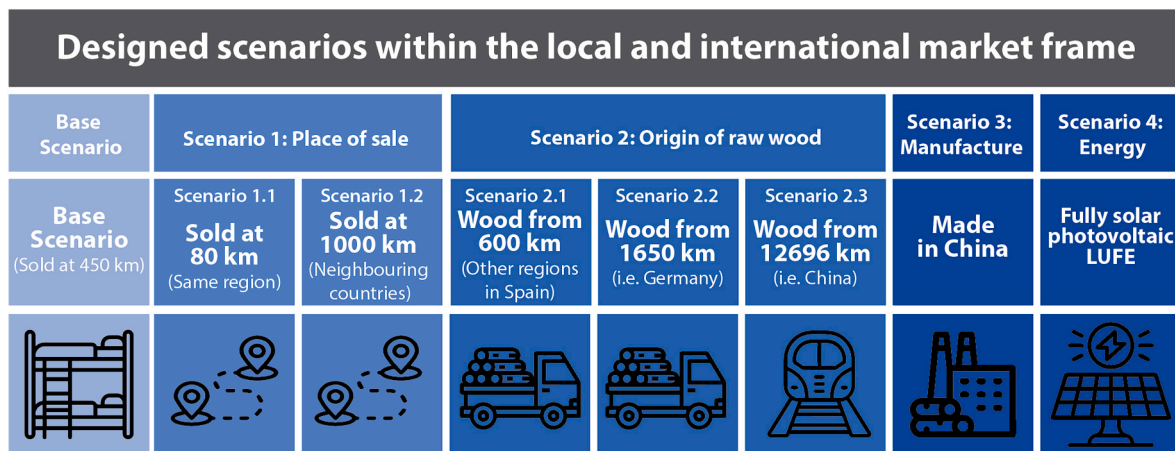 Designed scenarios within the local and international market frame
Base
Scenario
Scenario 1: Place of sale
Scenario 2: Origin of raw wood
Scenario 3:
Manufacture
Scenario 4:
Energy
Base
Scenario
(Sold at 450 km)
Scenario 1.1
Sold at
80 km
(Same region)
Scenario 1.2
Sold at
1000 km
(Neighbouring
countries)
Scenario 2.1
Wood from
600 km
(Other regions
in Spain)
Scenario 2.2
Wood from
1650 km
(i.e. Germany)
Scenario 2.3
Wood from
12696 km
(i.e. China)
Made
in China
Fully solar
photovoltaic
LUFE